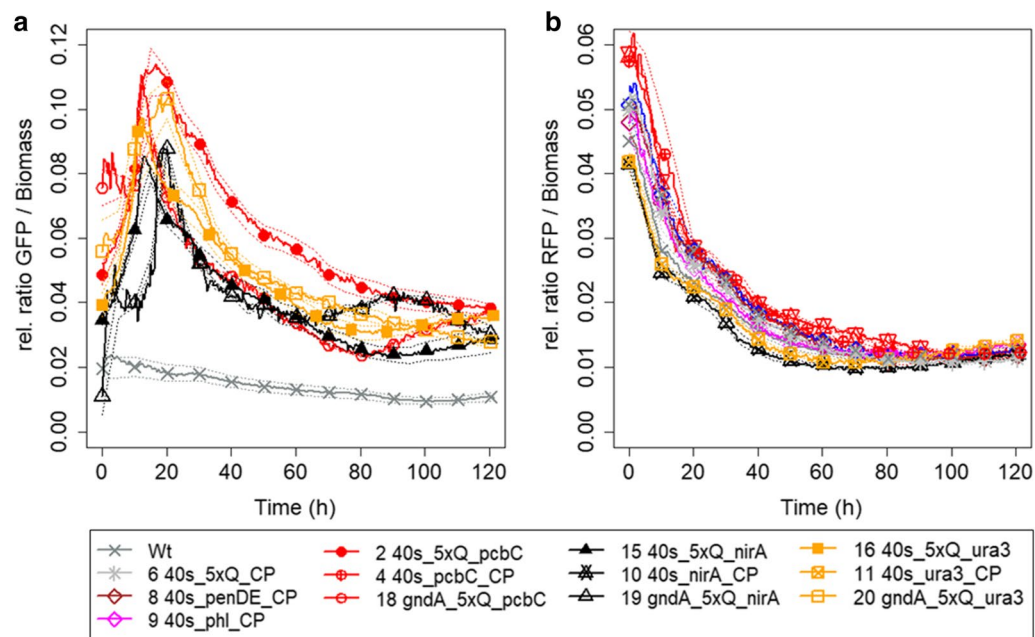 a
b
rel. ratio GFP / Biomass
0.00
0.02
0.04
0.06
0.08
0.10
0.12
0
20
40
60
80
100
120
Time (h)
rel. ratio RFP / Biomass
0.00
0.01
0.02
0.03
0.04
0.05
0.06
0
20
40
60
80
100
120
Time (h)
Wt
6 40s_5xQ_CP
8 40s_penDE_CP
9 40s_phl_CP
2 40s_5xQ_pcbC
4 40s_pcbC_CP
18 gndA_5xQ_pcbC
15 40s_5xQ_nirA
10 40s_nirA_CP
19 gndA_5xQ_nirA
16 40s_5xQ_ura3
11 40s_ura3_CP
20 gndA_5xQ_ura3